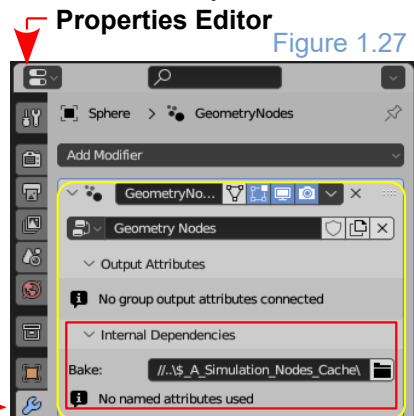 Properties Editor
Figure 1.27
Sphere > GeometryNodes
Add Modifier
GeometryNo...
Geometry Nodes
Output Attributes
No group output attributes connected
Internal Dependencies
Bake: //..\$_A_Simulation_Nodes_Cache\
No named attributes used